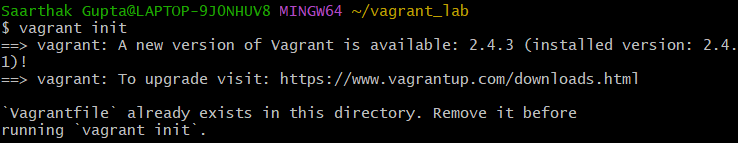 Saarthak Gupta@LAPTOP-9JONHUV8 MINGW64 ~/vagrant_lab
$ vagrant init
==> vagrant: A new version of Vagrant is available: 2.4.3 (installed version: 2.4.
1)!
==> vagrant: To upgrade visit: https://www.vagrantup.com/downloads.html
`Vagrantfile` already exists in this directory. Remove it before
running `vagrant init`.